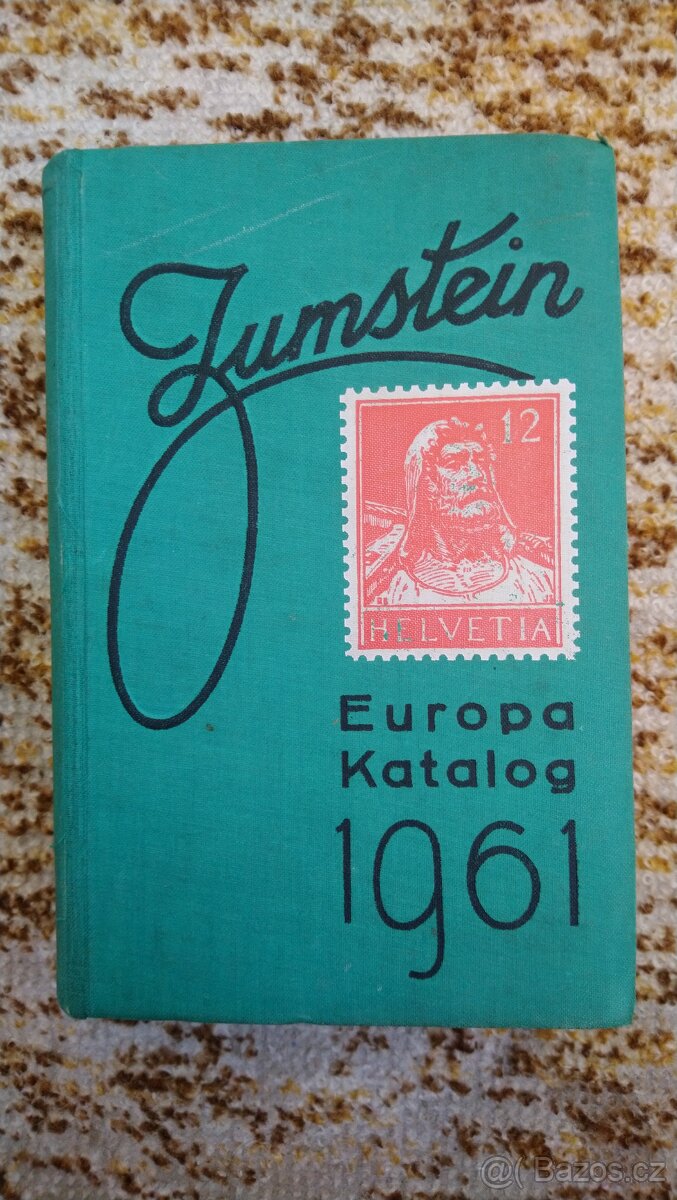 Zumstein
12
HELVETIA
Europa
Katalog
1961
@ Bazos.cz